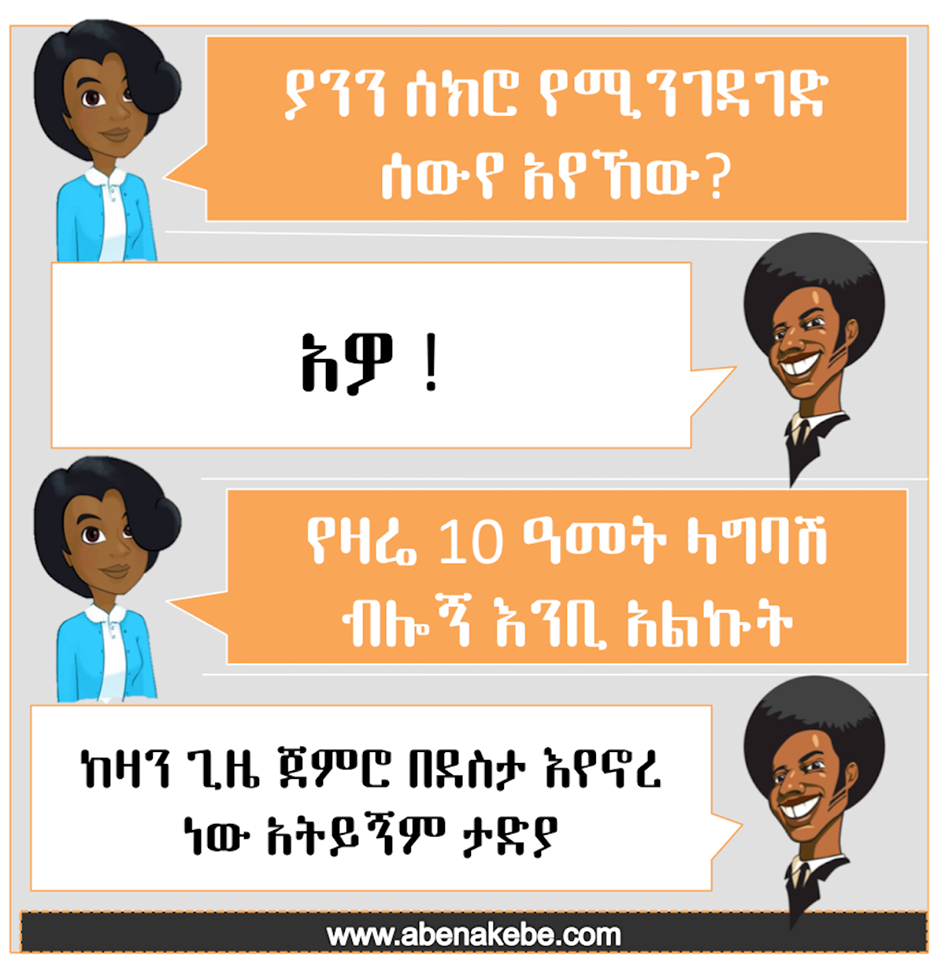 ያንን ሰክሮ የሚንገዳገድ
ሰውየ አየኸው?
አዎ !
የዛሬ 10 ዓመት ላግባሽ
ብሎኝ እንቢ አልኩት
ከዛን ጊዜ ጀምሮ በደስታ እየኖረ
ነው አትይኝም ታድያ
www.abenakebe.com